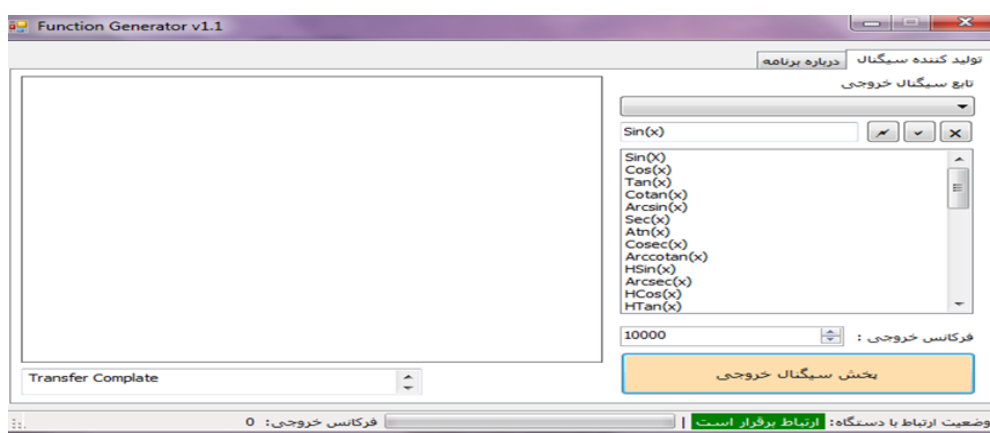 Function Generator v1.1
تولید کننده سیگنال
درباره برنامه
تابع سیگنال خروجی
Sin(x)
Sin(X)
Cos(x)
Tan(x)
Cotan(x)
Arcsin(x)
Sec(x)
Atn(x)
Cosec(x)
Arccotan(x)
HSin(x)
Arcsec(x)
HCos(x)
HTan(x)
فرکانس خروجی :
10000
پخش سیگنال خروجی
Transfer Complate
وضعیت ارتباط با دستگاه: ارتباط برقرار است | فرکانس خروجی: 0